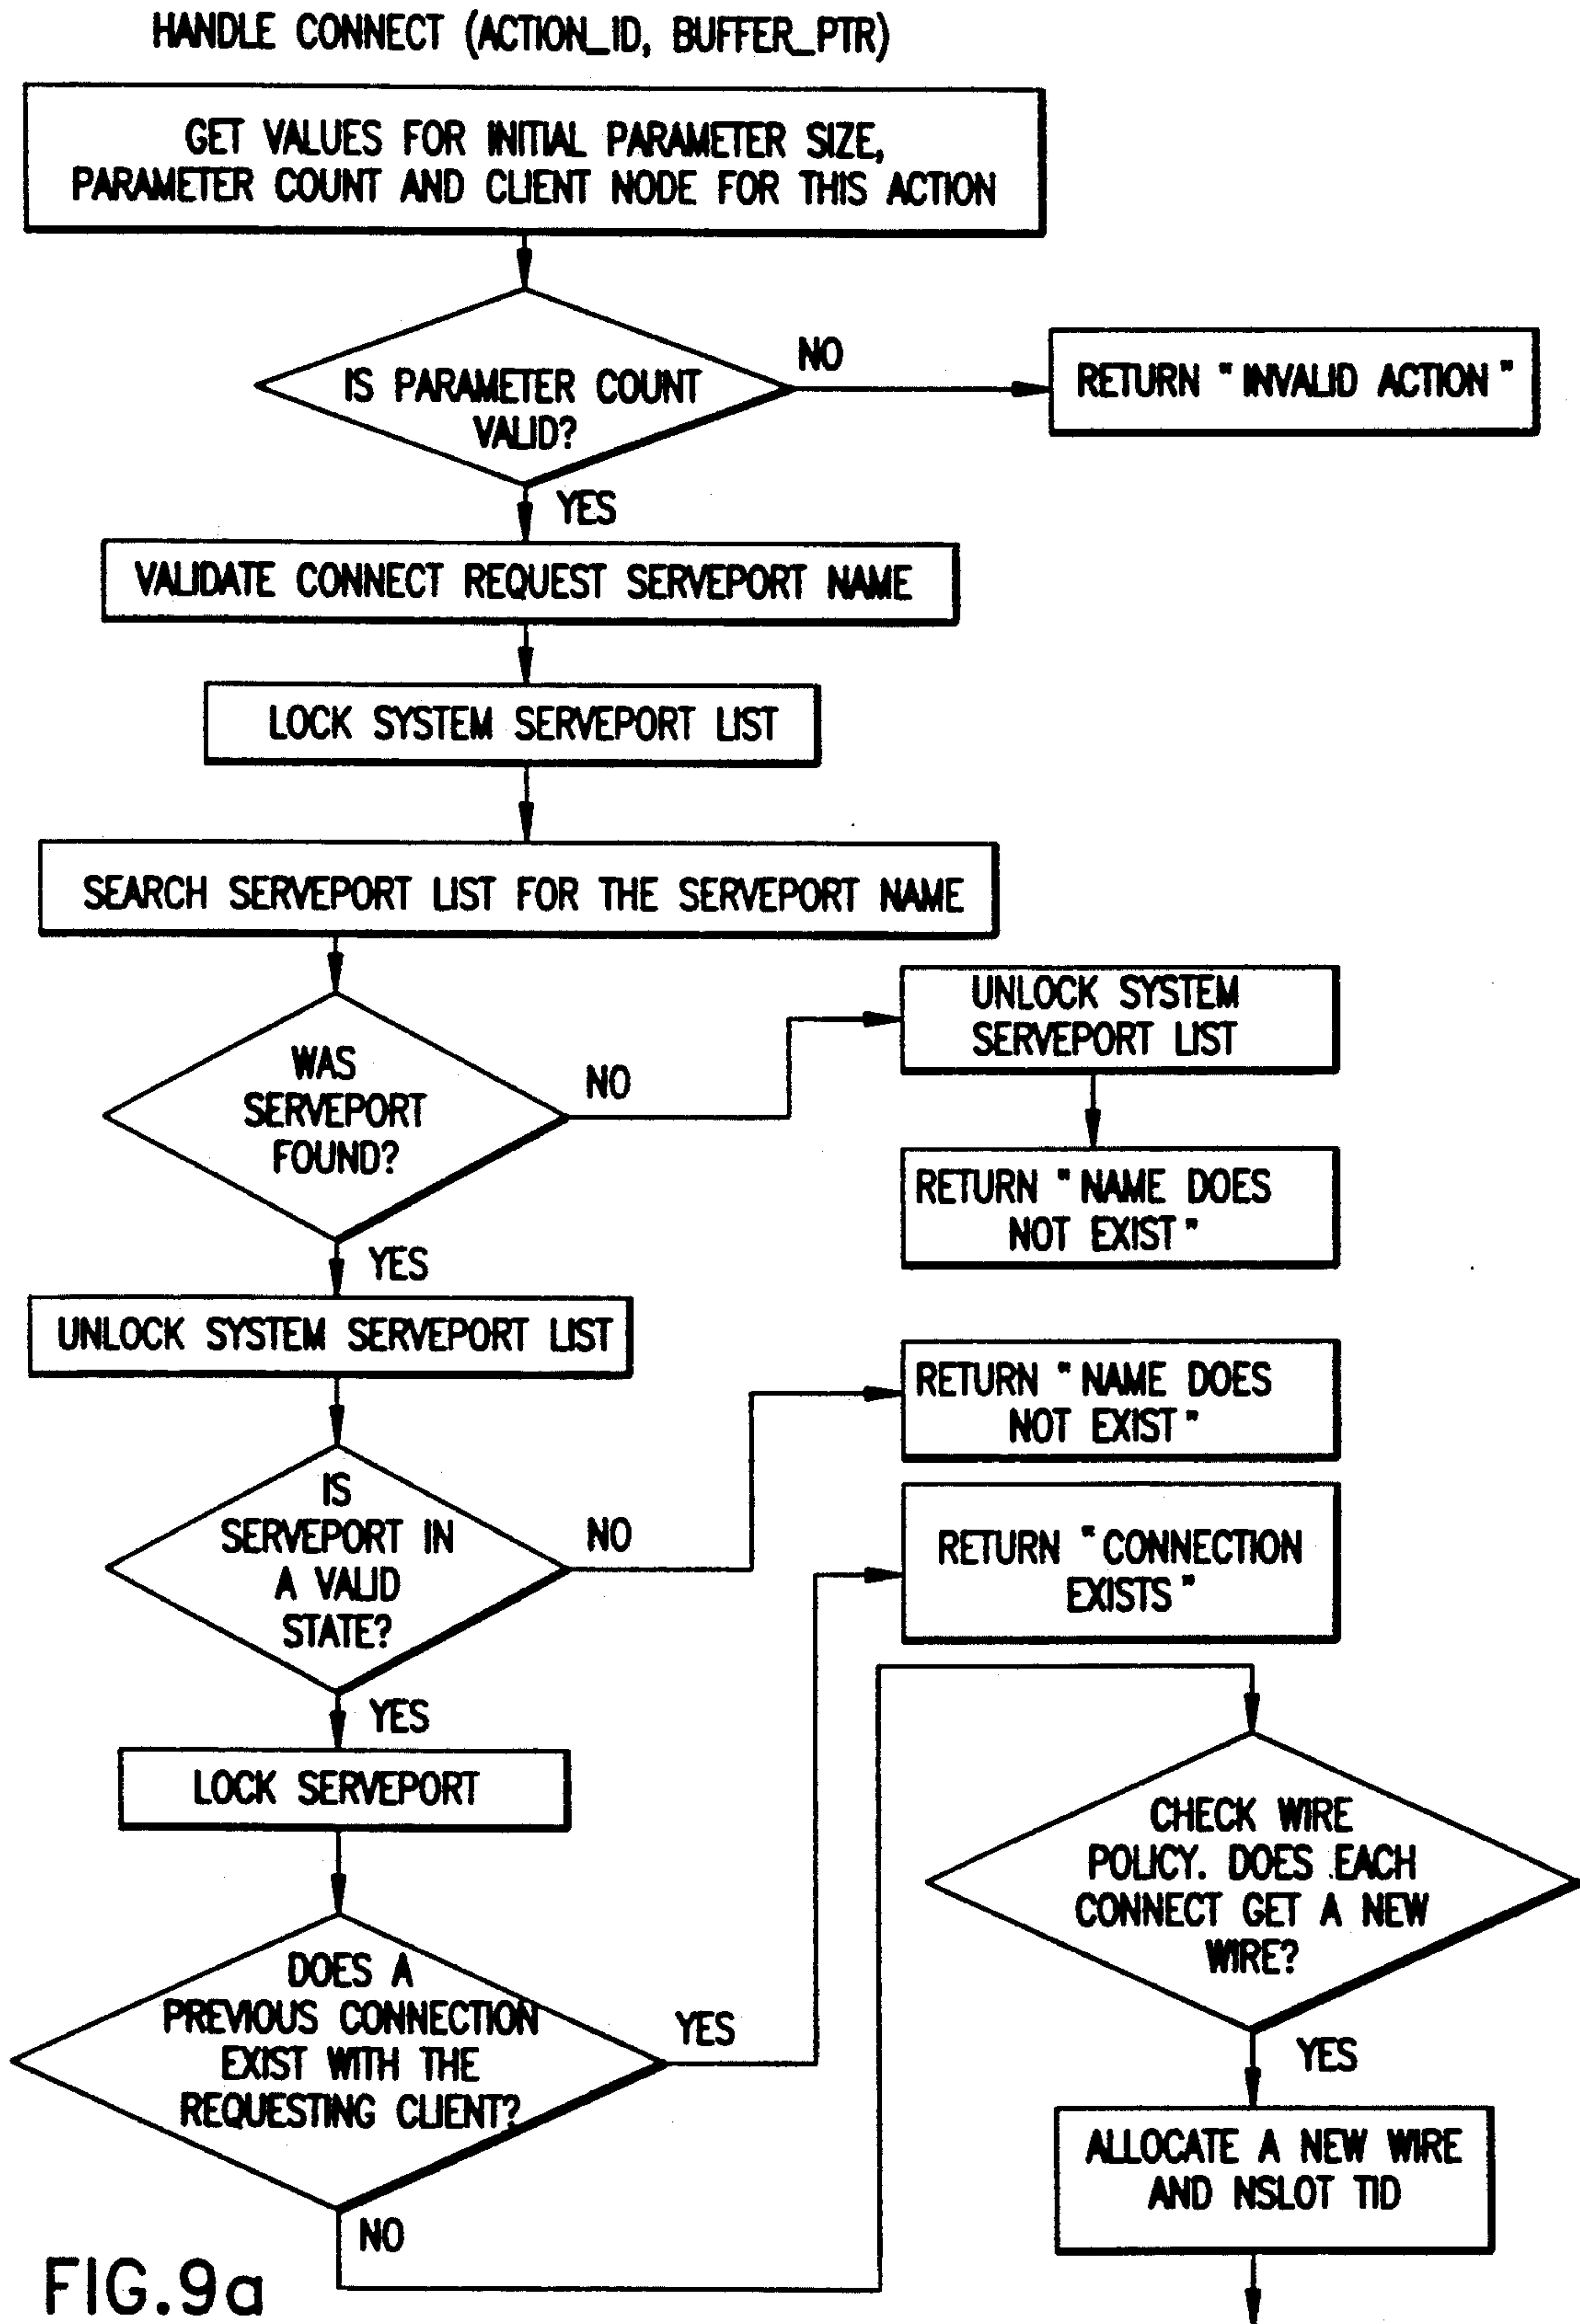 HANDLE CONNECT (ACTION_ID, BUFFER_PTR)
GET VALUES FOR INITIAL PARAMETER SIZE,
PARAMETER COUNT AND CLIENT NODE FOR THIS ACTION
IS PARAMETER COUNT
VALID?
NO
RETURN "INVALID ACTION"
YES
VALIDATE CONNECT REQUEST SERVEPORT NAME
LOCK SYSTEM SERVEPORT LIST
SEARCH SERVEPORT LIST FOR THE SERVEPORT NAME
WAS
SERVEPORT
FOUND?
NO
UNLOCK SYSTEM
SERVEPORT LIST
RETURN "NAME DOES
NOT EXIST"
YES
UNLOCK SYSTEM SERVEPORT LIST
IS
SERVEPORT IN
A VALID
STATE?
NO
RETURN "NAME DOES
NOT EXIST"
YES
LOCK SERVEPORT
DOES A
PREVIOUS CONNECTION
EXIST WITH THE
REQUESTING CLIENT?
YES
RETURN "CONNECTION
EXISTS"
NO
CHECK WIRE
POLICY. DOES EACH
CONNECT GET A NEW
WIRE?
YES
ALLOCATE A NEW WIRE
AND NSLOT TID
FIG.9a